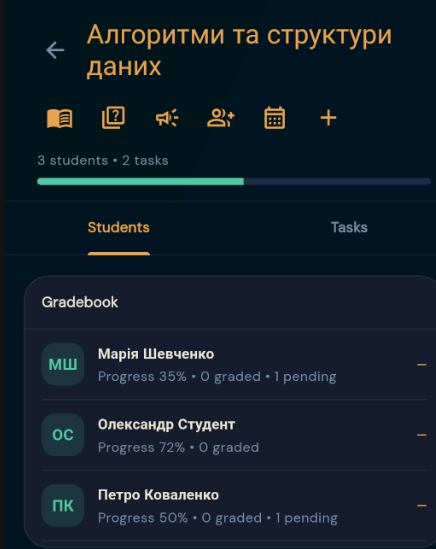 Алгоритми та структури
даних
3 students • 2 tasks
Students
Tasks
Gradebook
МШ
Марія Шевченко
Progress 35% • 0 graded • 1 pending
–
ОС
Олександр Студент
Progress 72% • 0 graded
–
ПК
Петро Коваленко
Progress 50% • 0 graded • 1 pending
–